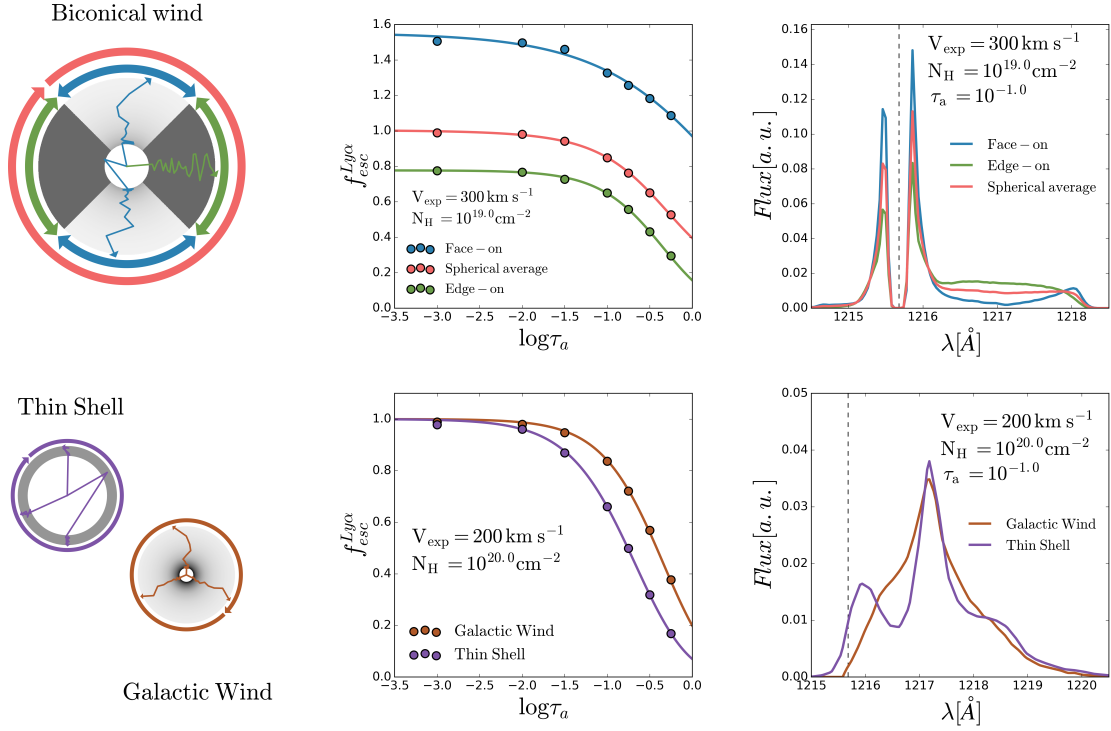 Biconical wind
1.6
1.4
1.2
1.0
0.8
0.6
0.4
0.2
0.0
f_esc^Lyα
V_exp = 300 km s^−1
N_H = 10^19.0 cm^−2
Face − on
Spherical average
Edge − on
−3.5 −3.0 −2.5 −2.0 −1.5 −1.0 −0.5 0.0
logτ_a
0.16
0.14
0.12
0.10
0.08
0.06
0.04
0.02
0.00
Flux[a. u.]
V_exp = 300 km s^−1
N_H = 10^19.0 cm^−2
τ_a = 10^−1.0
Face − on
Edge − on
Spherical average
1215 1216 1217 1218
λ[Å]
Thin Shell
Galactic Wind
1.0
0.8
0.6
0.4
0.2
0.0
f_esc^Lyα
V_exp = 200 km s^−1
N_H = 10^20.0 cm^−2
Galactic Wind
Thin Shell
−3.5 −3.0 −2.5 −2.0 −1.5 −1.0 −0.5 0.0
logτ_a
0.05
0.04
0.03
0.02
0.01
0.00
Flux[a. u.]
V_exp = 200 km s^−1
N_H = 10^20.0 cm^−2
τ_a = 10^−1.0
Galactic Wind
Thin Shell
1215 1216 1217 1218 1219 1220
λ[Å]